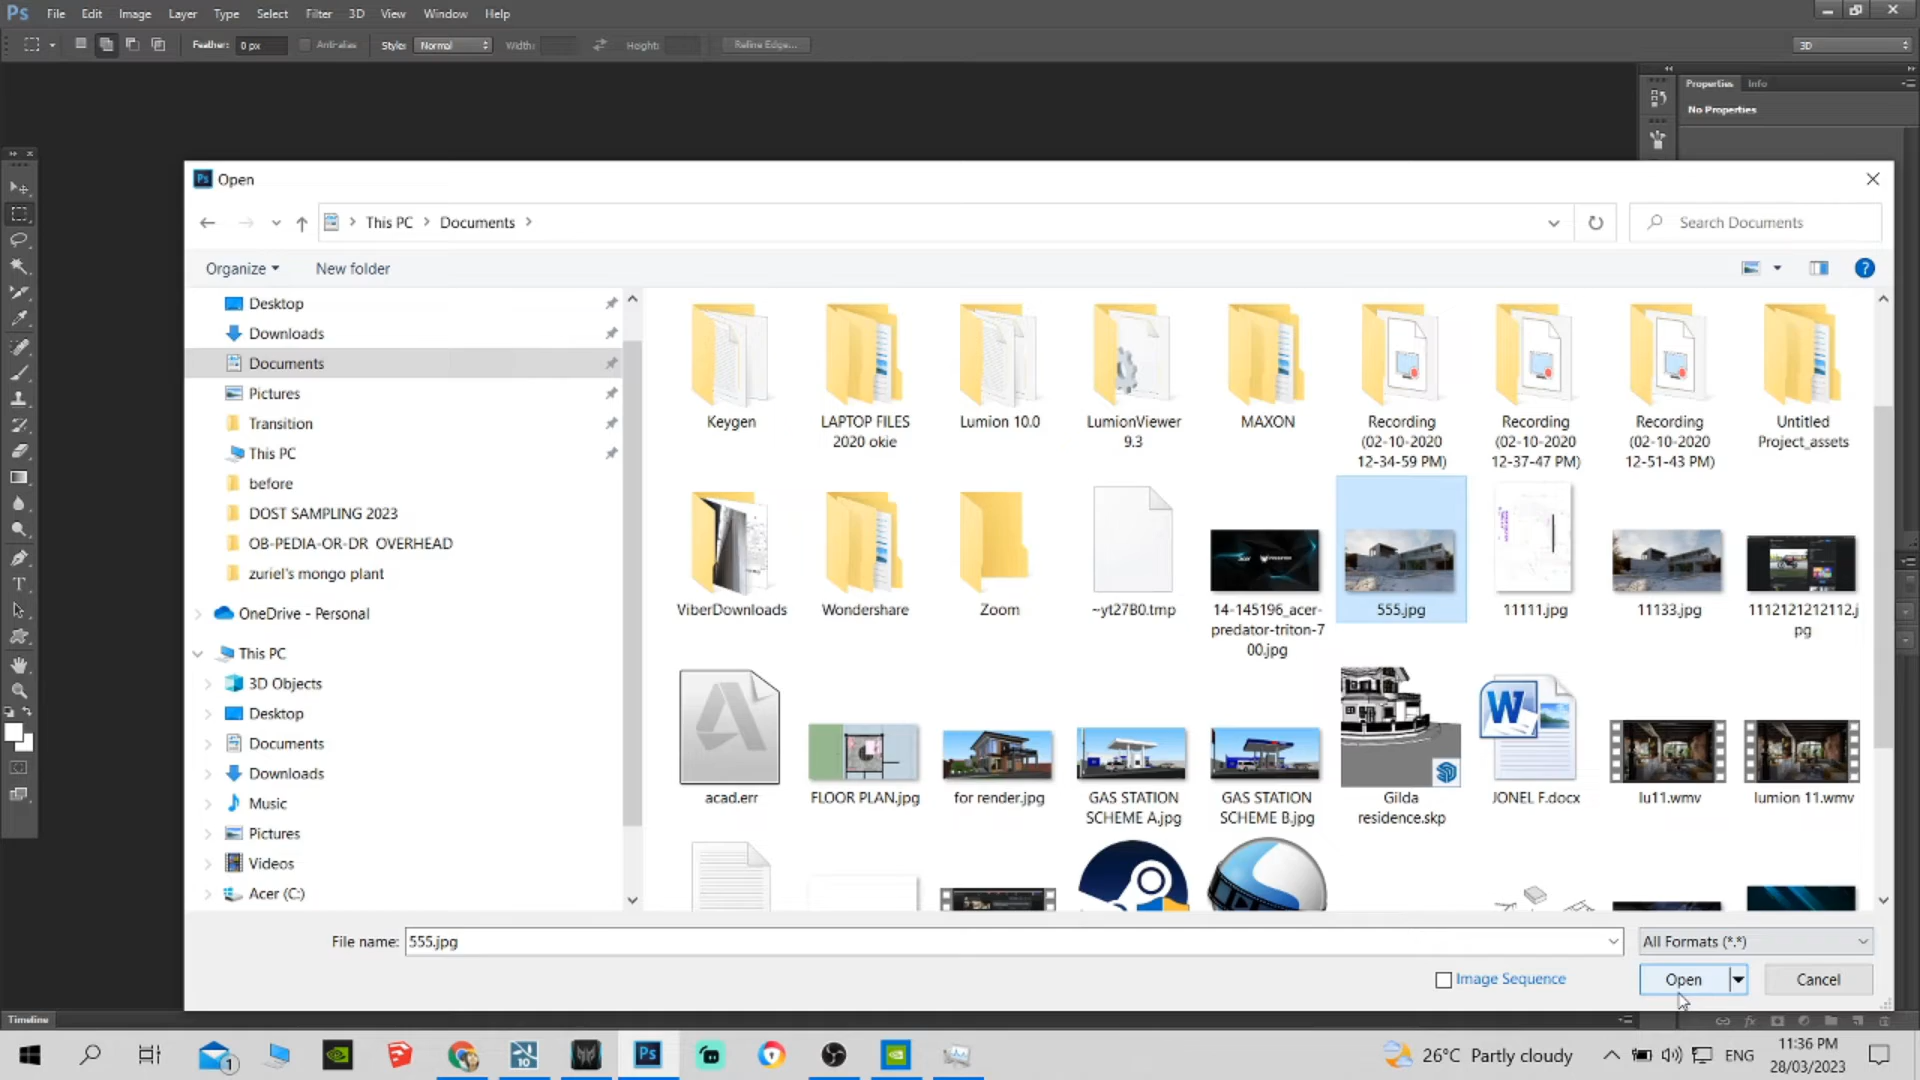 Ps File Edit Image Layer Type Select Filter 3D View Window Help
Feather: 0 px Anti-alias Style: Normal Width: Height: Refine Edge... 3D
Properties Info
No Properties
Ps Open
This PC Documents Search Documents
Organize New folder
Desktop
Downloads
Documents
Pictures
Transition
This PC
before
DOST SAMPLING 2023
OB-PEDIA-OR-DR OVERHEAD
zuriel's mongo plant
OneDrive - Personal
This PC
3D Objects
Desktop
Documents
Downloads
Music
Pictures
Videos
Acer (C:)
Keygen
LAPTOP FILES
2020 okie
Lumion 10.0
LumionViewer
9.3
MAXON
Recording
(02-10-2020
12-34-59 PM)
Recording
(02-10-2020
12-37-47 PM)
Recording
(02-10-2020
12-51-43 PM)
Untitled
Project_assets
ViberDownloads
Wondershare
Zoom
~yt27B0.tmp
14-145196_acer-
predator-triton-7
00.jpg
555.jpg
11111.jpg
11133.jpg
1112121212112.j
pg
acad.err
FLOOR PLAN.jpg
for render.jpg
GAS STATION
SCHEME A.jpg
GAS STATION
SCHEME B.jpg
Gilda
residence.skp
W
JONEL F.docx
lu11.wmv
lumion 11.wmv
File name: 555.jpg All Formats (*.*)
Image Sequence Open Cancel
Timeline
1 10 Ps 26°C Partly cloudy ENG 11:36 PM
28/03/2023